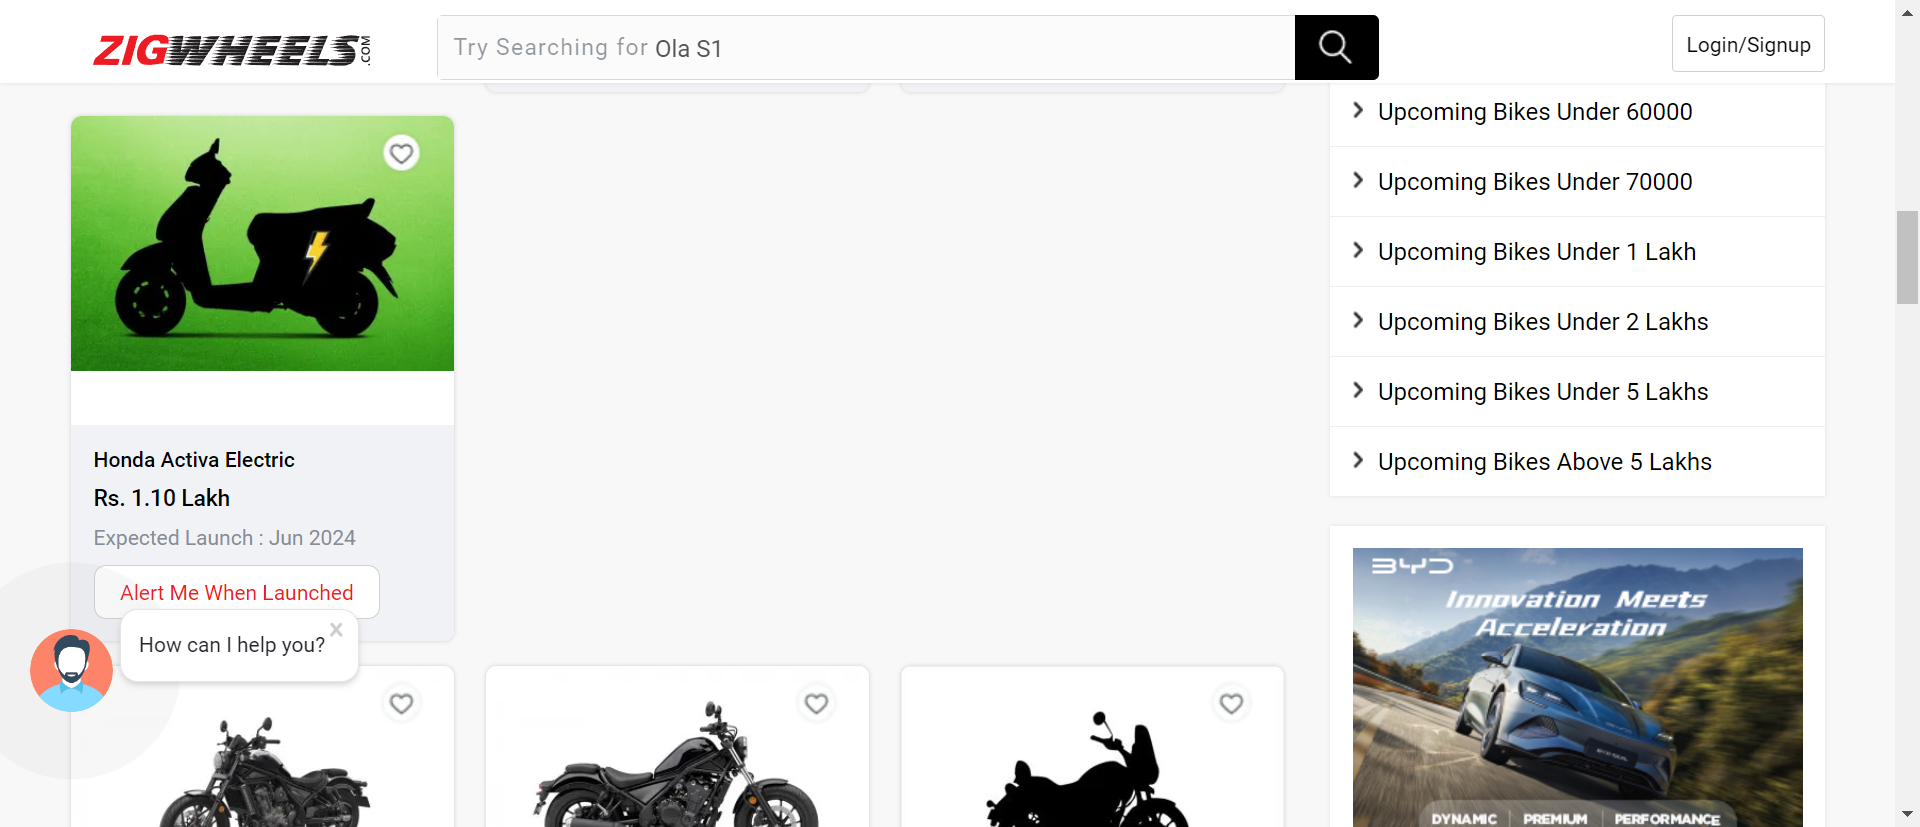 ZIGWHEELS.COM
Try Searching for Ola S1
Login/Signup
Honda Activa Electric
Rs. 1.10 Lakh
Expected Launch : Jun 2024
Alert Me When Launched
How can I help you?
Upcoming Bikes Under 60000
Upcoming Bikes Under 70000
Upcoming Bikes Under 1 Lakh
Upcoming Bikes Under 2 Lakhs
Upcoming Bikes Under 5 Lakhs
Upcoming Bikes Above 5 Lakhs
BYD
Innovation Meets
Acceleration
DYNAMIC | PREMIUM | PERFORMANCE